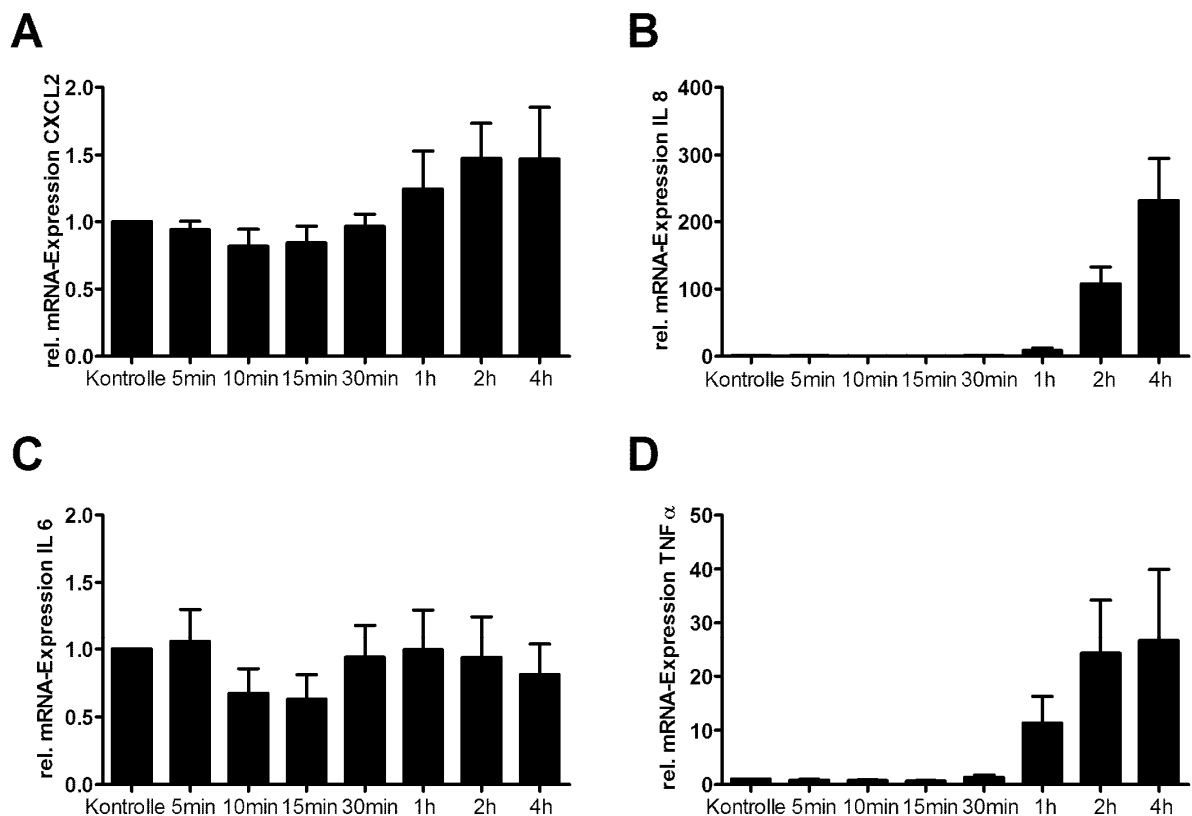 A
rel. mRNA-Expression CXCL2
2.0
1.5
1.0
0.5
0.0
Kontrolle 5min 10min 15min 30min 1h 2h 4h
B
rel. mRNA-Expression IL 8
400
300
200
100
0
Kontrolle 5min 10min 15min 30min 1h 2h 4h
C
rel. mRNA-Expression IL 6
2.0
1.5
1.0
0.5
0.0
Kontrolle 5min 10min 15min 30min 1h 2h 4h
D
rel. mRNA-Expression TNF α
50
40
30
20
10
0
Kontrolle 5min 10min 15min 30min 1h 2h 4h